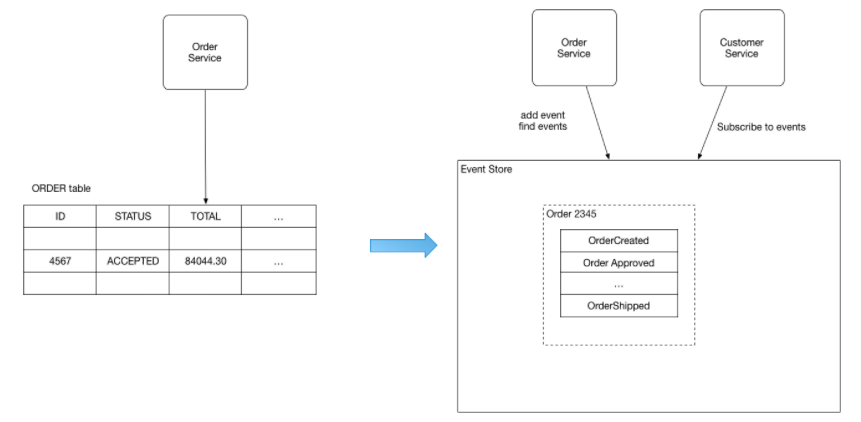 Order
Service
ORDER table
ID STATUS TOTAL ...
4567 ACCEPTED 84044.30 ...
Order
Service
Customer
Service
add event
find events
Subscribe to events
Event Store
Order 2345
OrderCreated
Order Approved
...
OrderShipped